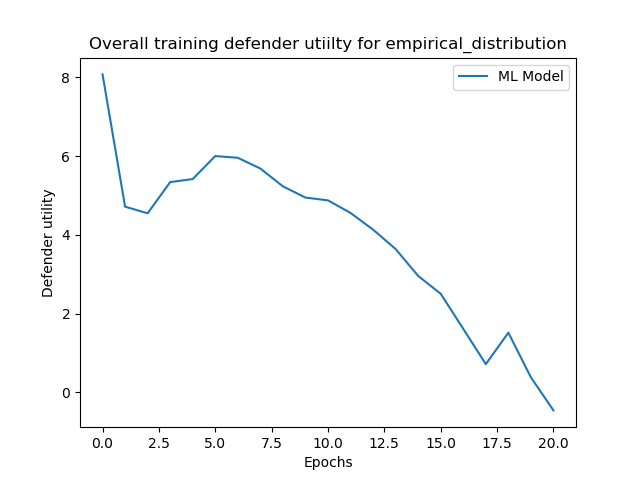 Overall training defender utiilty for empirical_distribution
ML Model
Defender utility
8
6
4
2
0
0.0 2.5 5.0 7.5 10.0 12.5 15.0 17.5 20.0
Epochs